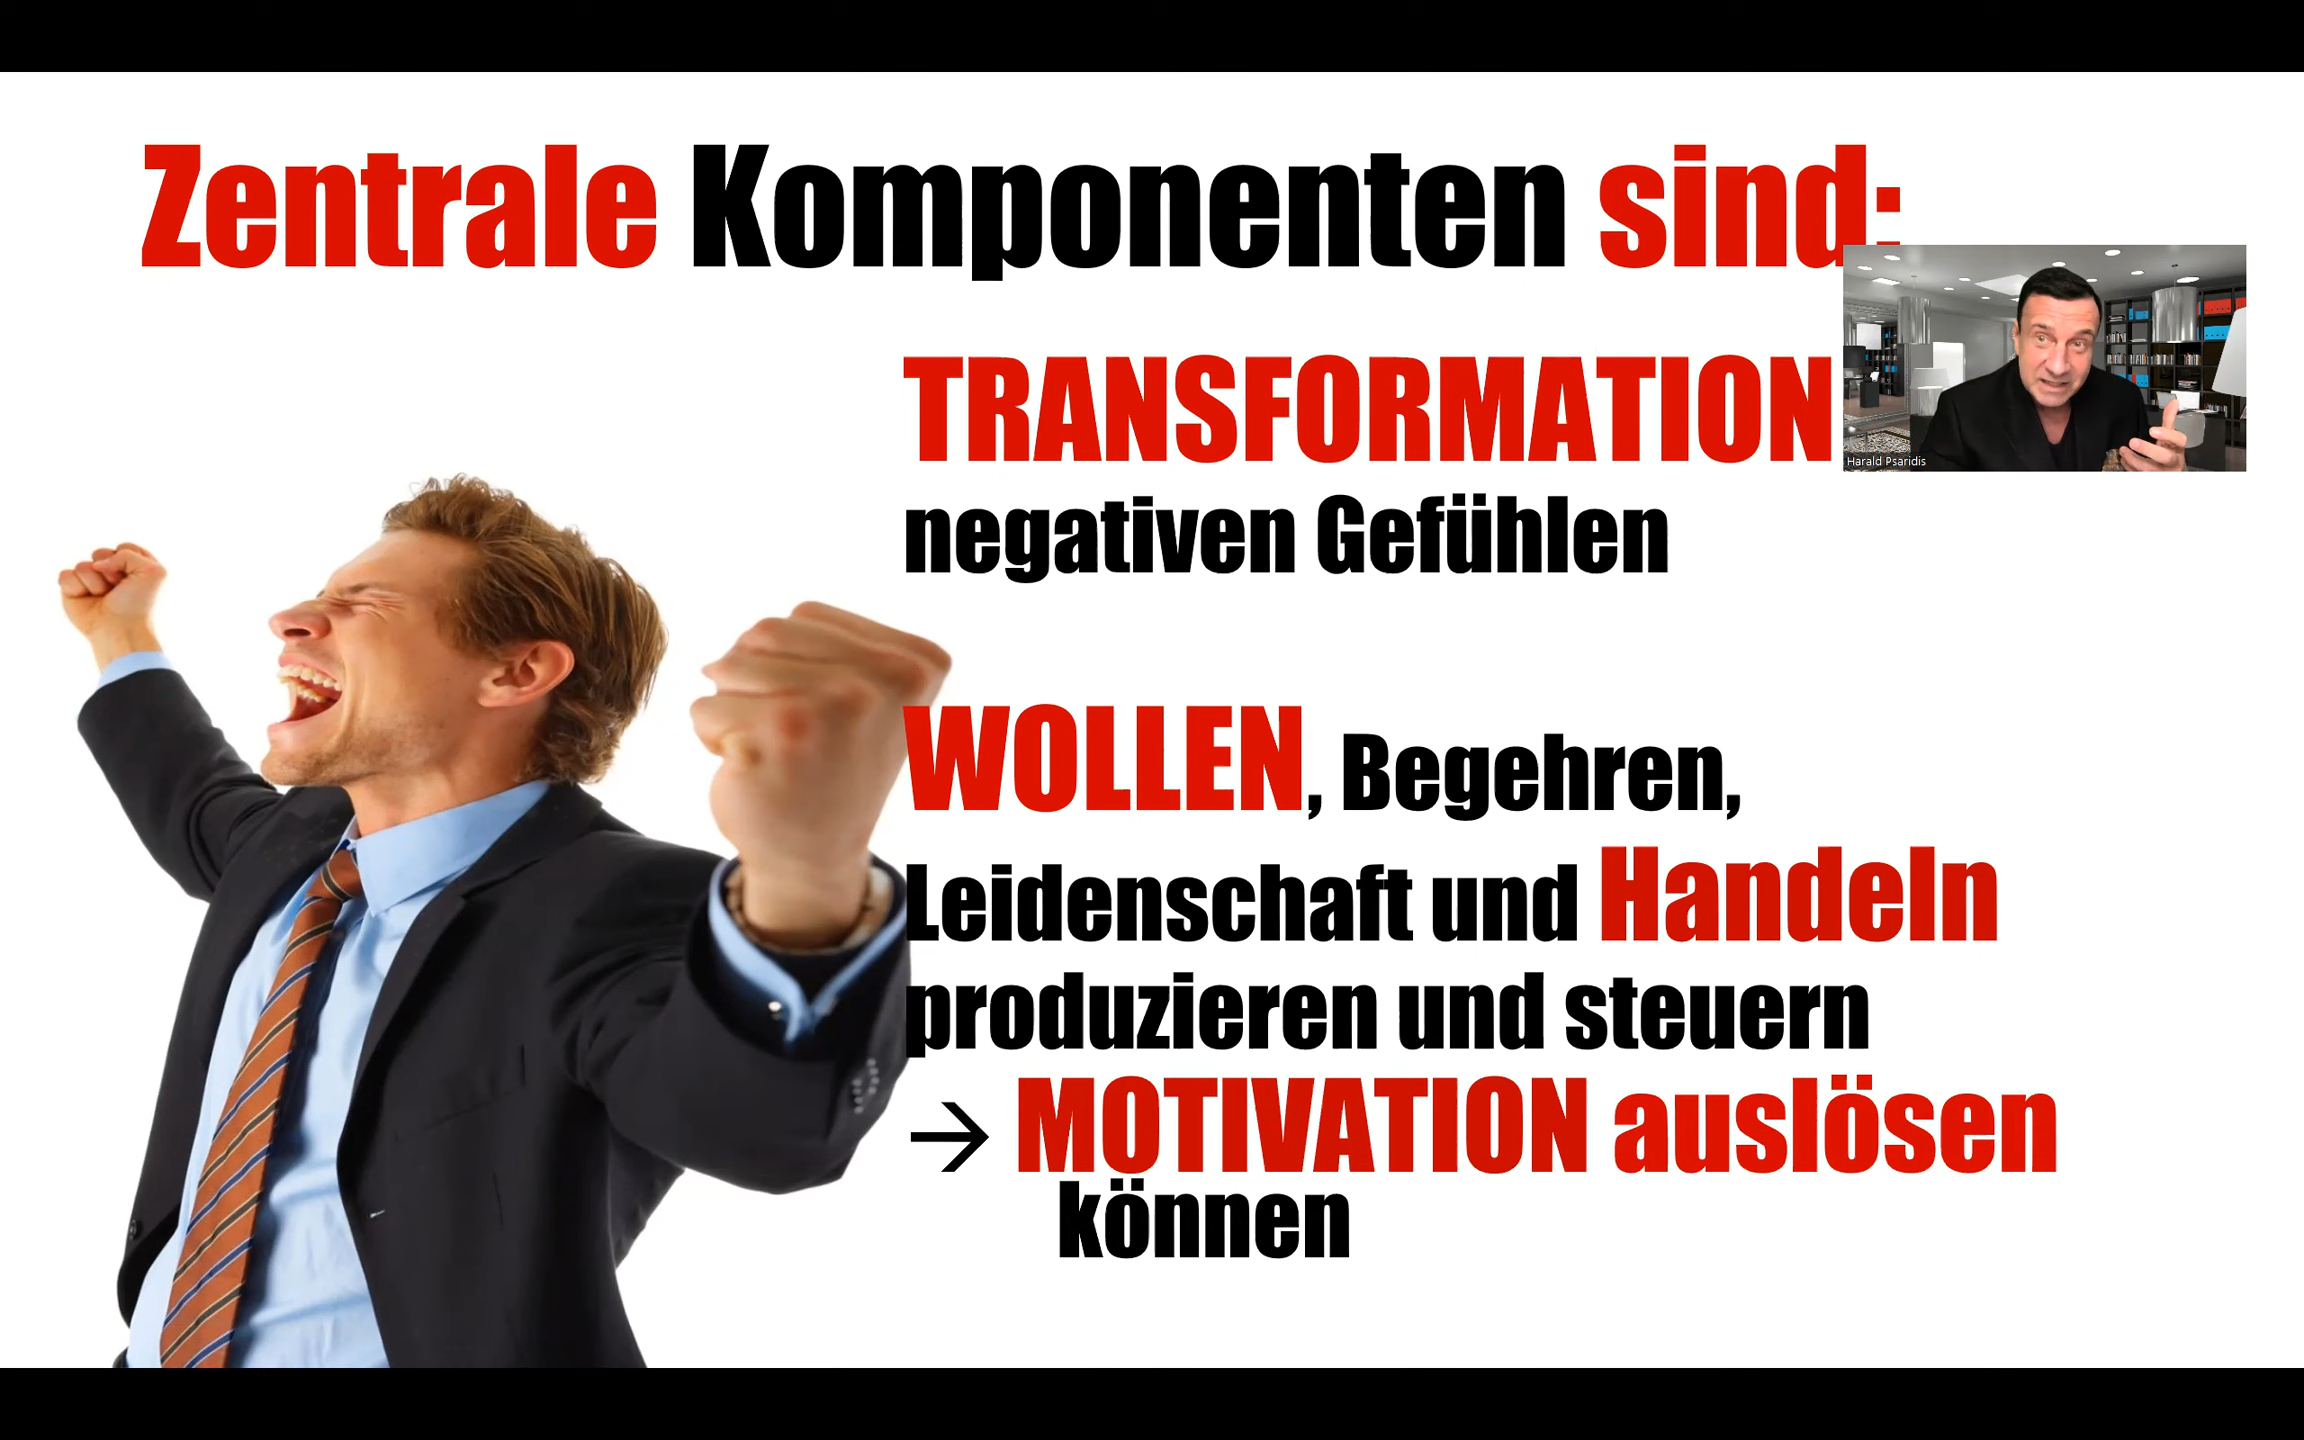 Zentrale Komponenten sind:
TRANSFORMATION
Harald Psaridis
negativen Gefühlen
WOLLEN, Begehren,
Leidenschaft und Handeln
produzieren und steuern
→ MOTIVATION auslösen
können